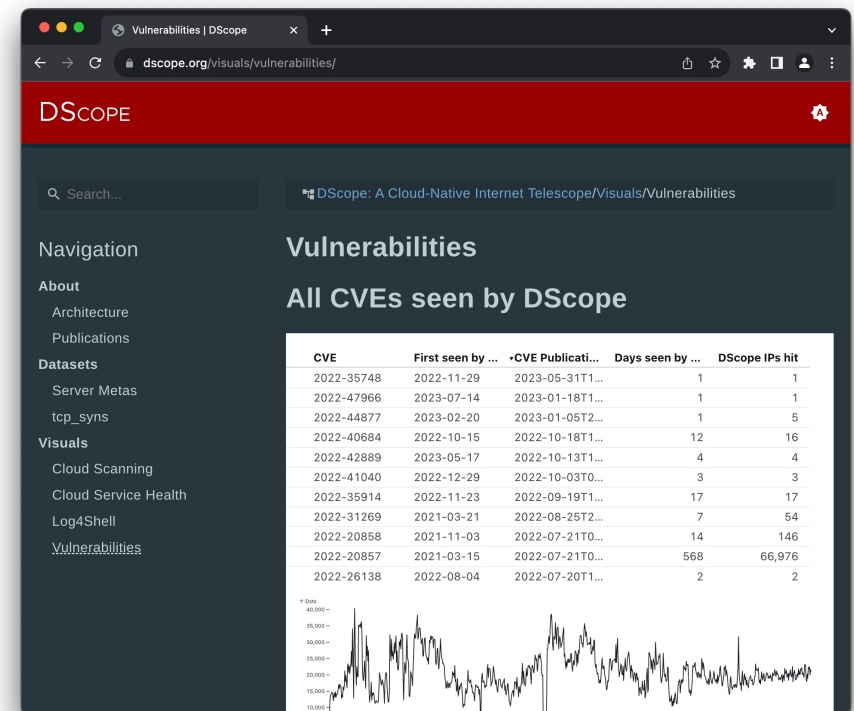 Vulnerabilities | DScope
dscope.org/visuals/vulnerabilities/
DSCOPE
A
Search...
DScope: A Cloud-Native Internet Telescope/Visuals/Vulnerabilities
Navigation
About
Architecture
Publications
Datasets
Server Metas
tcp_syns
Visuals
Cloud Scanning
Cloud Service Health
Log4Shell
Vulnerabilities
Vulnerabilities
All CVEs seen by DScope
CVE First seen by ... ▾CVE Publicati... Days seen by ... DScope IPs hit
2022-35748 2022-11-29 2023-05-31T1... 1 1
2022-47966 2023-07-14 2023-01-18T1... 1 1
2022-44877 2023-02-20 2023-01-05T2... 1 5
2022-40684 2022-10-15 2022-10-18T1... 12 16
2022-42889 2023-05-17 2022-10-13T1... 4 4
2022-41040 2022-12-29 2022-10-03T0... 3 3
2022-35914 2022-11-23 2022-09-19T1... 17 17
2022-31269 2021-03-21 2022-08-25T2... 7 54
2022-20858 2021-11-03 2022-07-21T0... 14 146
2022-20857 2021-03-15 2022-07-21T0... 568 66,976
2022-26138 2022-08-04 2022-07-20T1... 2 2
↑ Data
40,000
35,000
30,000
25,000
20,000
15,000
10,000